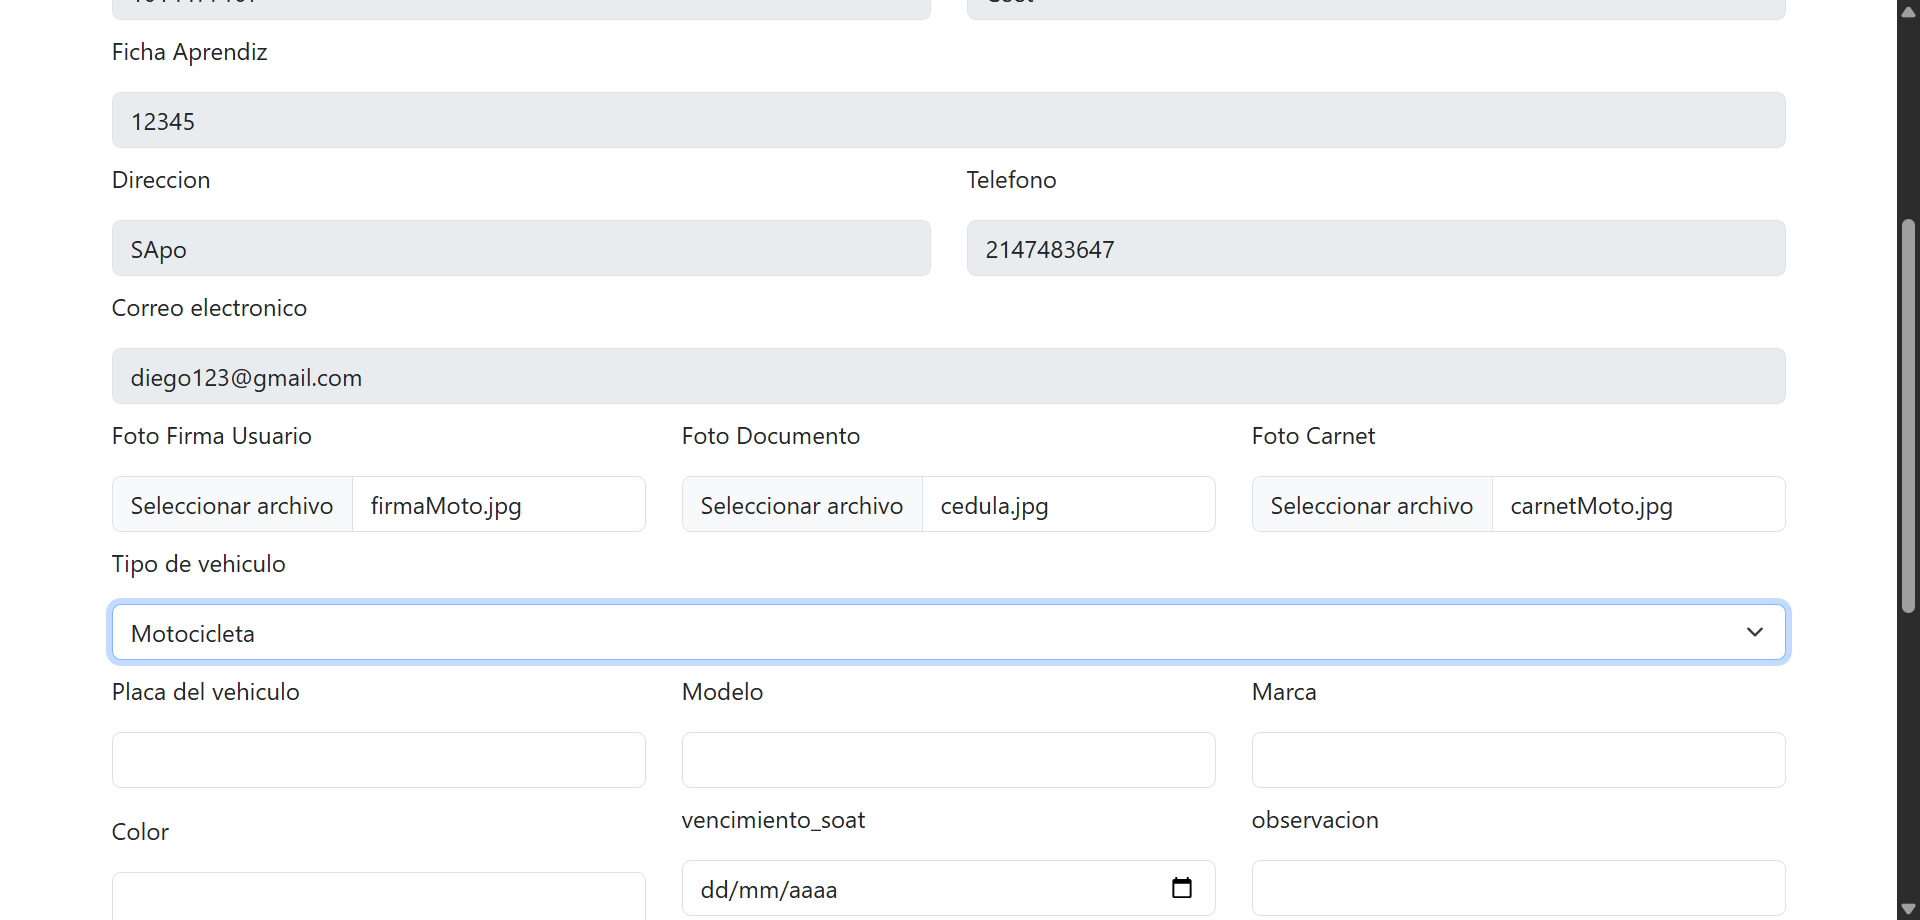 Ficha Aprendiz
12345
Direccion Telefono
SApo 2147483647
Correo electronico
diego123@gmail.com
Foto Firma Usuario Foto Documento Foto Carnet
Seleccionar archivo firmaMoto.jpg Seleccionar archivo cedula.jpg Seleccionar archivo carnetMoto.jpg
Tipo de vehiculo
Motocicleta
Placa del vehiculo Modelo Marca
Color vencimiento_soat observacion
dd/mm/aaaa